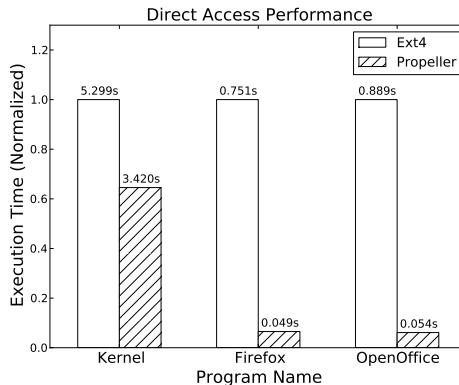 Direct Access Performance
Ext4
Propeller
Execution Time (Normalized)
1.2
1.0
0.8
0.6
0.4
0.2
0.0
5.299s
3.420s
0.751s
0.049s
0.889s
0.054s
Kernel
Firefox
OpenOffice
Program Name